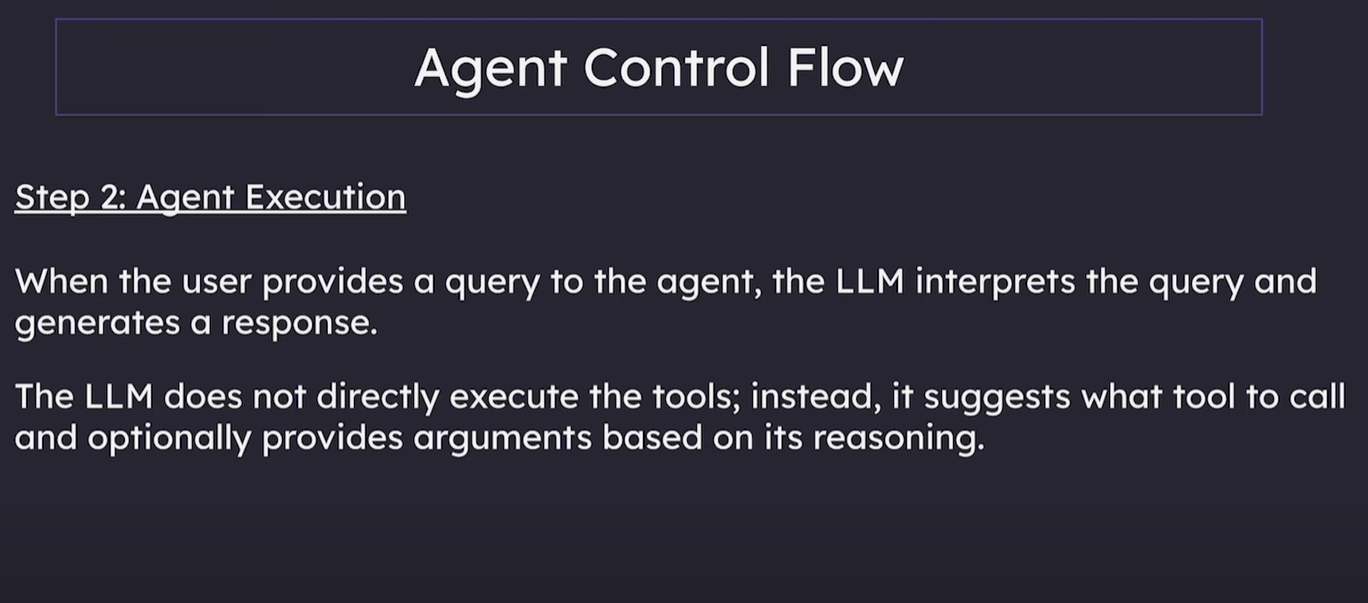 Agent Control Flow
Step 2: Agent Execution
When the user provides a query to the agent, the LLM interprets the query and
generates a response.
The LLM does not directly execute the tools; instead, it suggests what tool to call
and optionally provides arguments based on its reasoning.